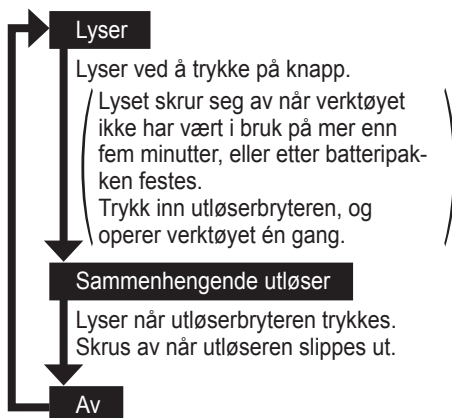 Lyser
Lyser ved å trykke på knapp.
Lyset skrur seg av når verktøyet
ikke har vært i bruk på mer enn
fem minutter, eller etter batteripak-
ken festes.
Trykk inn utløserbryteren, og
operer verktøyet én gang.
Sammenhengende utløser
Lyser når utløserbryteren trykkes.
Skrus av når utløseren slippes ut.
Av